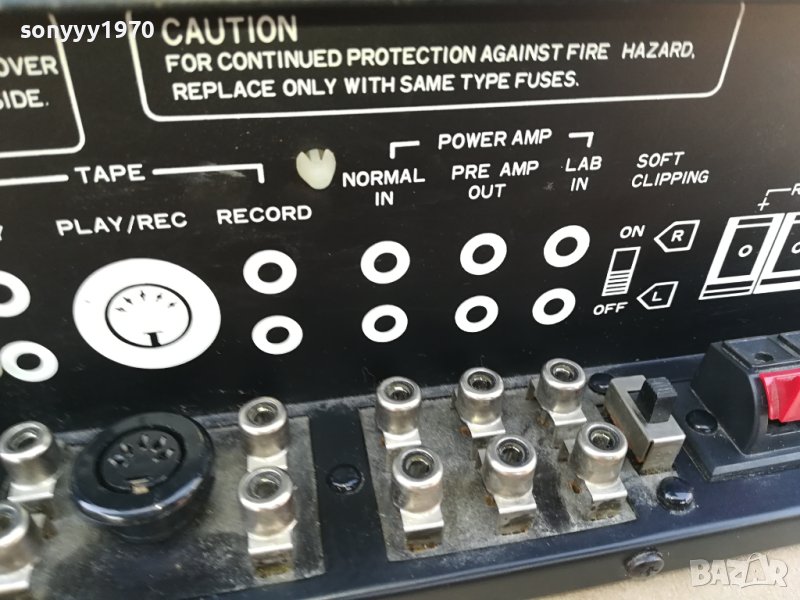 sonyyy1970
CAUTION
FOR CONTINUED PROTECTION AGAINST FIRE HAZARD,
REPLACE ONLY WITH SAME TYPE FUSES.
OVER
SIDE.
TAPE
PLAY/REC
RECORD
POWER AMP
NORMAL IN
PRE AMP OUT
LAB IN
SOFT CLIPPING
ON
R
OFF
L
+
R
BAZAR